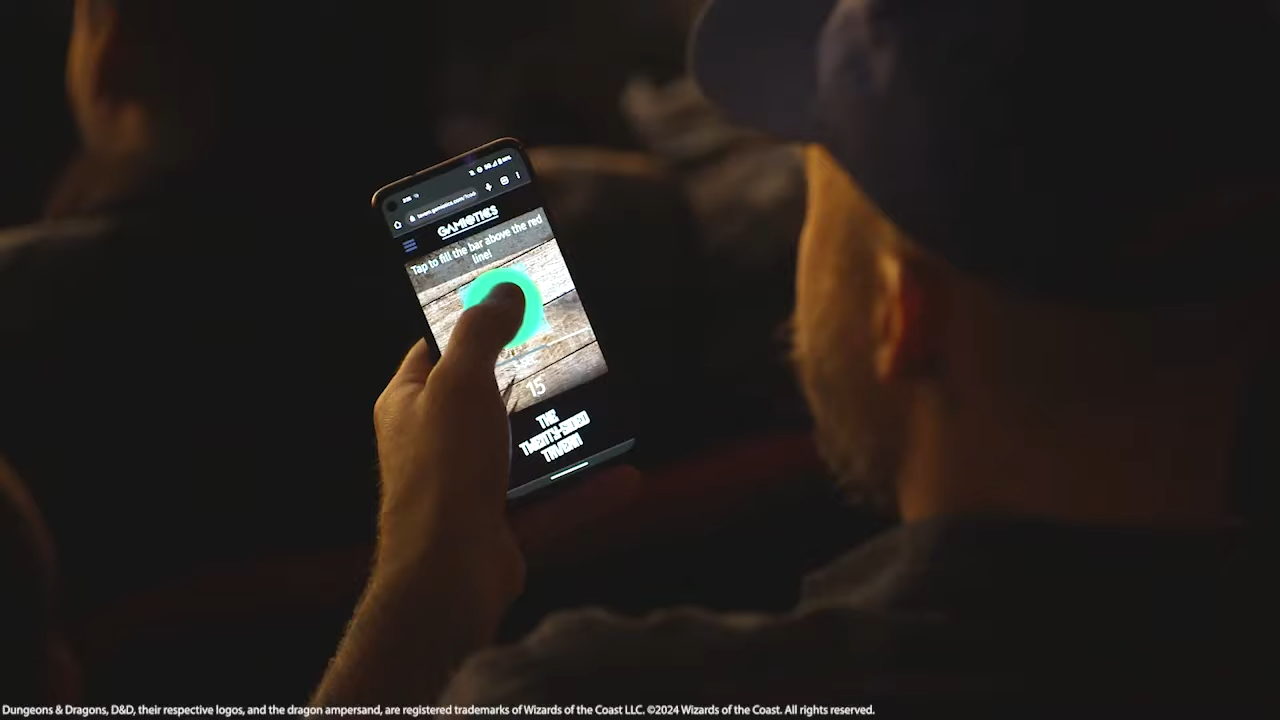 GAMIOTICS
Tap to fill the bar above the red
line!
15
THE
TWENTY-SIDED
TAVERN
Dungeons & Dragons, D&D, their respective logos, and the dragon ampersand, are registered trademarks of Wizards of the Coast LLC. ©2024 Wizards of the Coast. All rights reserved.